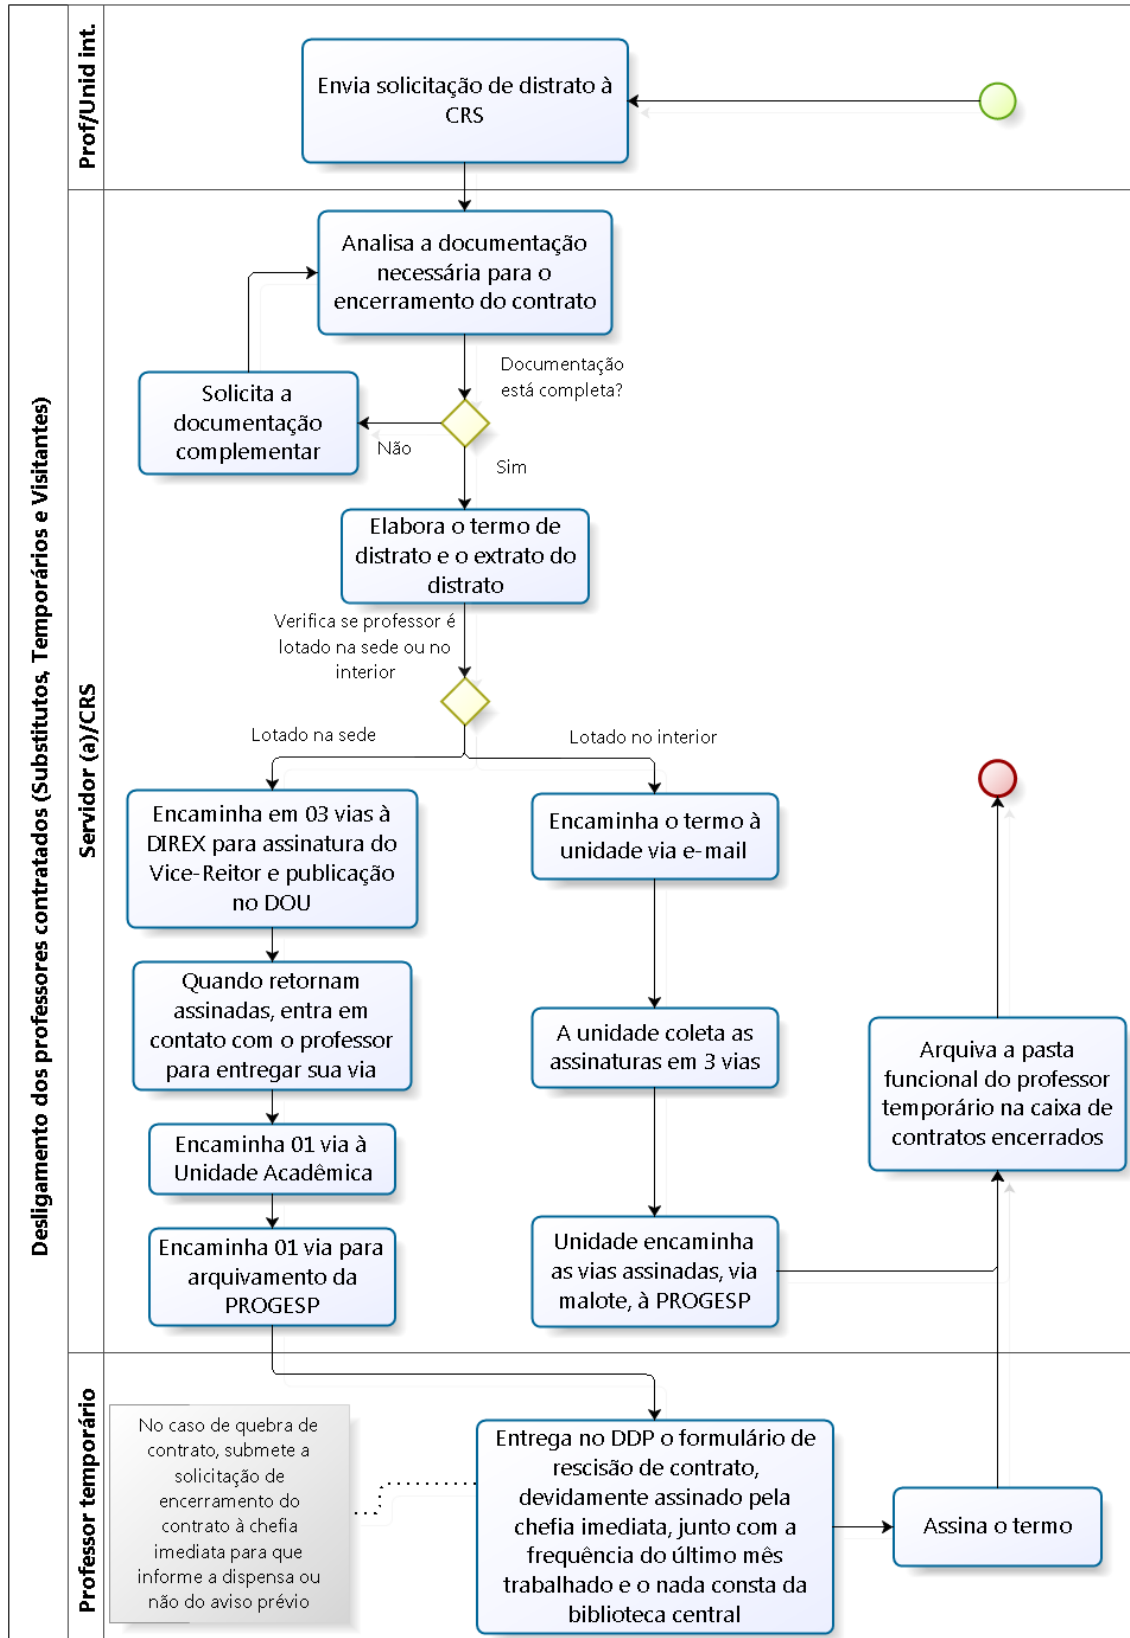 Desligamento dos professores contratados (Substitutos, Temporários e Visitantes)
Prof/Unid int.
Envia solicitação de distrato à
CRS
Servidor (a)/CRS
Analisa a documentação
necessária para o
encerramento do contrato
Documentação
está completa?
Solicita a
documentação
complementar
Não
Sim
Elabora o termo de
distrato e o extrato do
distrato
Verifica se professor é
lotado na sede ou no
interior
Lotado na sede
Lotado no interior
Encaminha em 03 vias à
DIREX para assinatura do
Vice-Reitor e publicação
no DOU
Encaminha o termo à
unidade via e-mail
Quando retornam
assinadas, entra em
contato com o professor
para entregar sua via
A unidade coleta as
assinaturas em 3 vias
Arquiva a pasta
funcional do professor
temporário na caixa de
contratos encerrados
Encaminha 01 via à
Unidade Acadêmica
Encaminha 01 via para
arquivamento da
PROGESP
Unidade encaminha
as vias assinadas, via
malote, à PROGESP
Professor temporário
No caso de quebra de
contrato, submete a
solicitação de
encerramento do
contrato à chefia
imediata para que
informe a dispensa ou
não do aviso prévio
Entrega no DDP o formulário de
rescisão de contrato,
devidamente assinado pela
chefia imediata, junto com a
frequência do último mês
trabalhado e o nada consta da
biblioteca central
Assina o termo